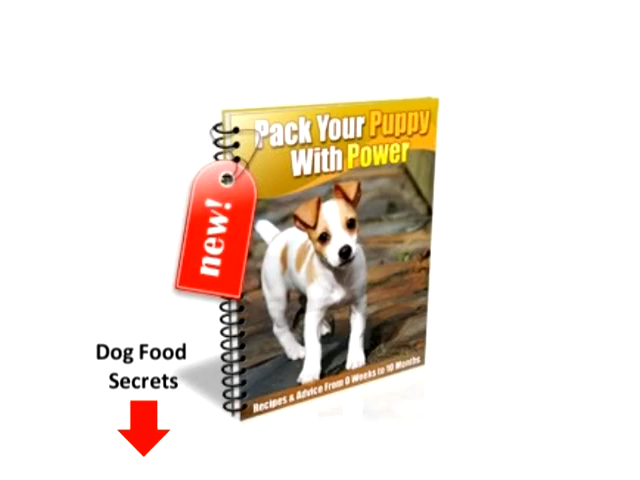 Pack Your Puppy
With Power
new!
Recipes & Advice From 0 Weeks to 10 Months
Dog Food
Secrets